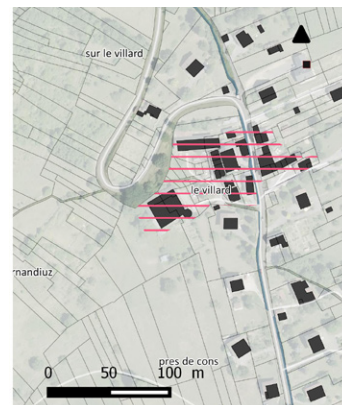 sur le villard
le villard
rnandiuz
pres de cons
0 50 100 m